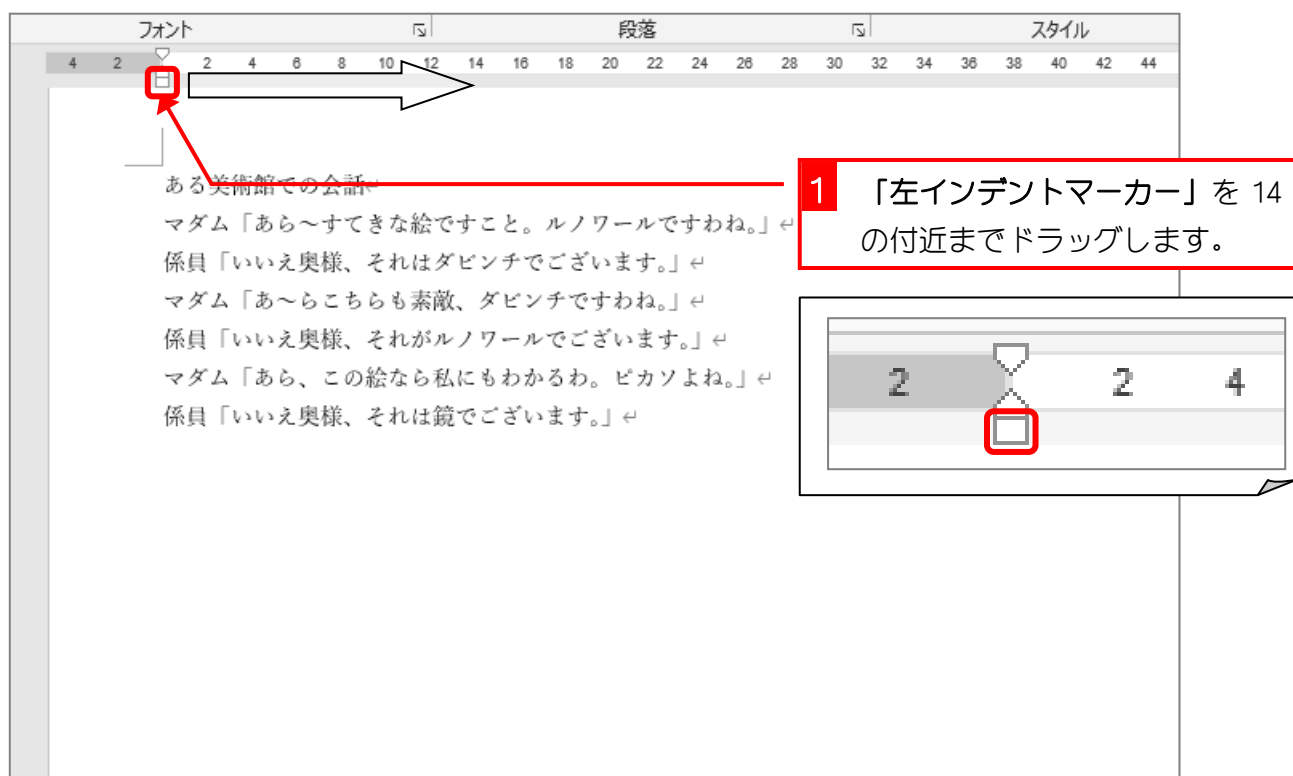 フォント 段落 スタイル
4 2 2 4 6 8 10 12 14 16 18 20 22 24 26 28 30 32 34 36 38 40 42 44
ある美術館での会話↵
マダム「あら～すてきな絵ですこと。ルノワールですわね。」↵
係員「いいえ奥様、それはダビンチでございます。」↵
マダム「あ～らこちらも素敵、ダビンチですわね。」↵
係員「いいえ奥様、それがルノワールでございます。」↵
マダム「あら、この絵なら私にもわかるわ。ピカソよね。」↵
係員「いいえ奥様、それは鏡でございます。」↵
1 「左インデントマーカー」を 14
の付近までドラッグします。
2 2 4